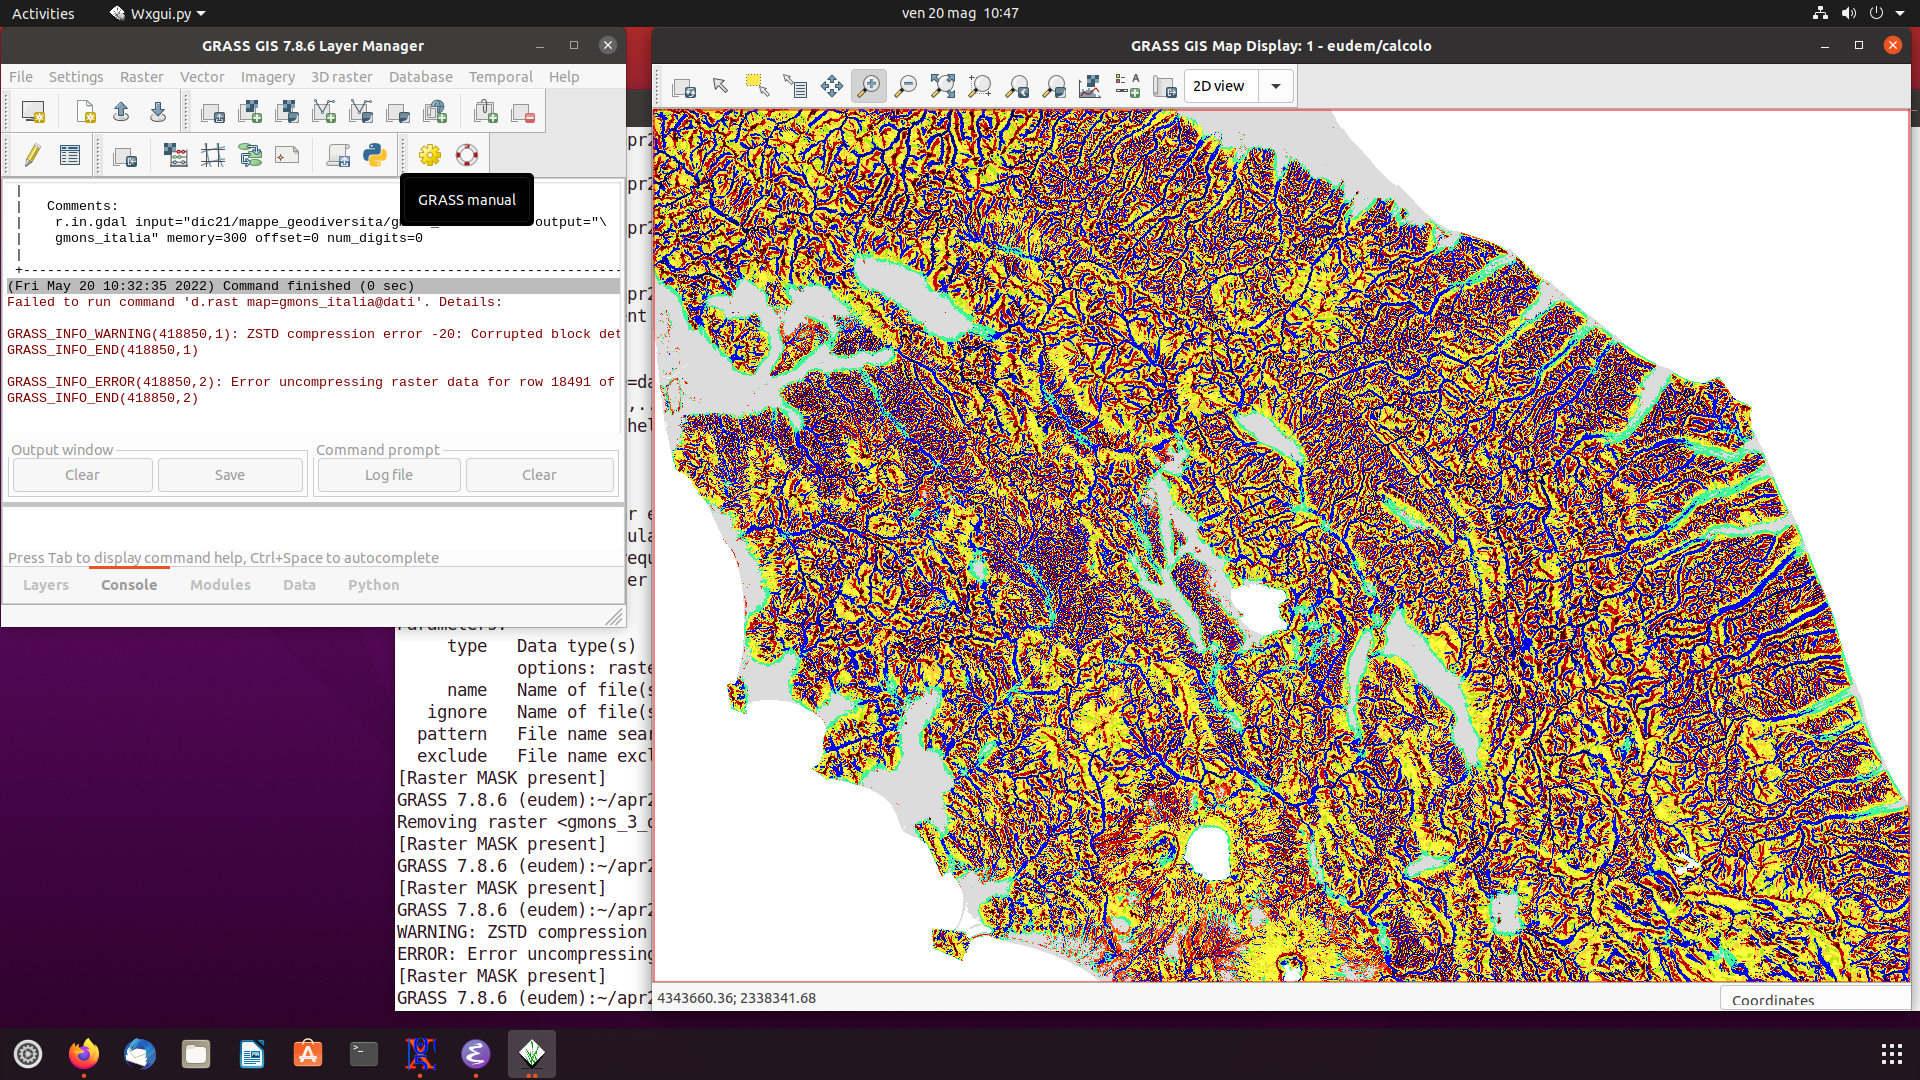 Activities
Wxgui.py
ven 20 mag 10:47
GRASS GIS 7.8.6 Layer Manager
File Settings Raster Vector Imagery 3D raster Database Temporal Help
GRASS manual
|
| Comments:
| r.in.gdal input="dic21/mappe_geodiversita/ output="\
| gmons_italia" memory=300 offset=0 num_digits=0
|
+--------------------------------------------------------------------------
(Fri May 20 10:32:35 2022) Command finished (0 sec)
Failed to run command 'd.rast map=gmons_italia@dati'. Details:
GRASS_INFO_WARNING(418850,1): ZSTD compression error -20: Corrupted block det
GRASS_INFO_END(418850,1)
GRASS_INFO_ERROR(418850,2): Error uncompressing raster data for row 18491 of
GRASS_INFO_END(418850,2)
Output window
Command prompt
Clear
Save
Log file
Clear
Press Tab to display command help, Ctrl+Space to autocomplete
Layers Console Modules Data Python
type Data type(s)
options: raste
name Name of file(s
ignore Name of file(s
pattern File name sear
exclude File name excl
[Raster MASK present]
GRASS 7.8.6 (eudem):~/apr2
Removing raster <gmons_3_
[Raster MASK present]
GRASS 7.8.6 (eudem):~/apr2
[Raster MASK present]
GRASS 7.8.6 (eudem):~/apr2
WARNING: ZSTD compression
ERROR: Error uncompressing
[Raster MASK present]
GRASS 7.8.6 (eudem):~/apr2
GRASS GIS Map Display: 1 - eudem/calcolo
2D view
4343660.36; 2338341.68
Coordinates